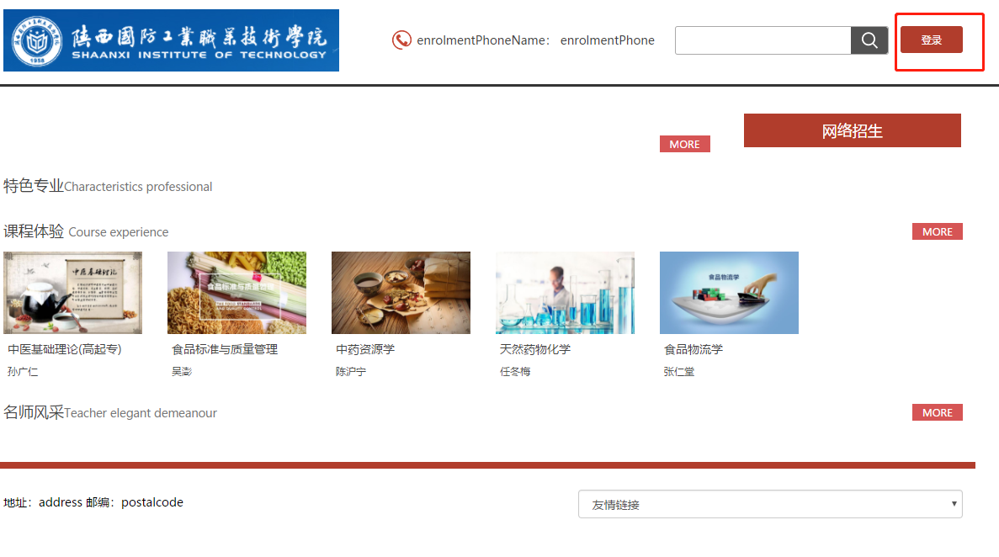 陕西國防工業職業技術學院
SHAANXI INSTITUTE OF TECHNOLOGY
1958
enrolmentPhoneName： enrolmentPhone
登录
网络招生
MORE
特色专业Characteristics professional
课程体验 Course experience
MORE
中医基础理论
食品标准与质量管理
食品物流学
中医基础理论(高起专)
食品标准与质量管理
中药资源学
天然药物化学
食品物流学
孙广仁
吴澎
陈沪宁
任冬梅
张仁堂
名师风采Teacher elegant demeanour
MORE
地址：address 邮编：postalcode
友情链接